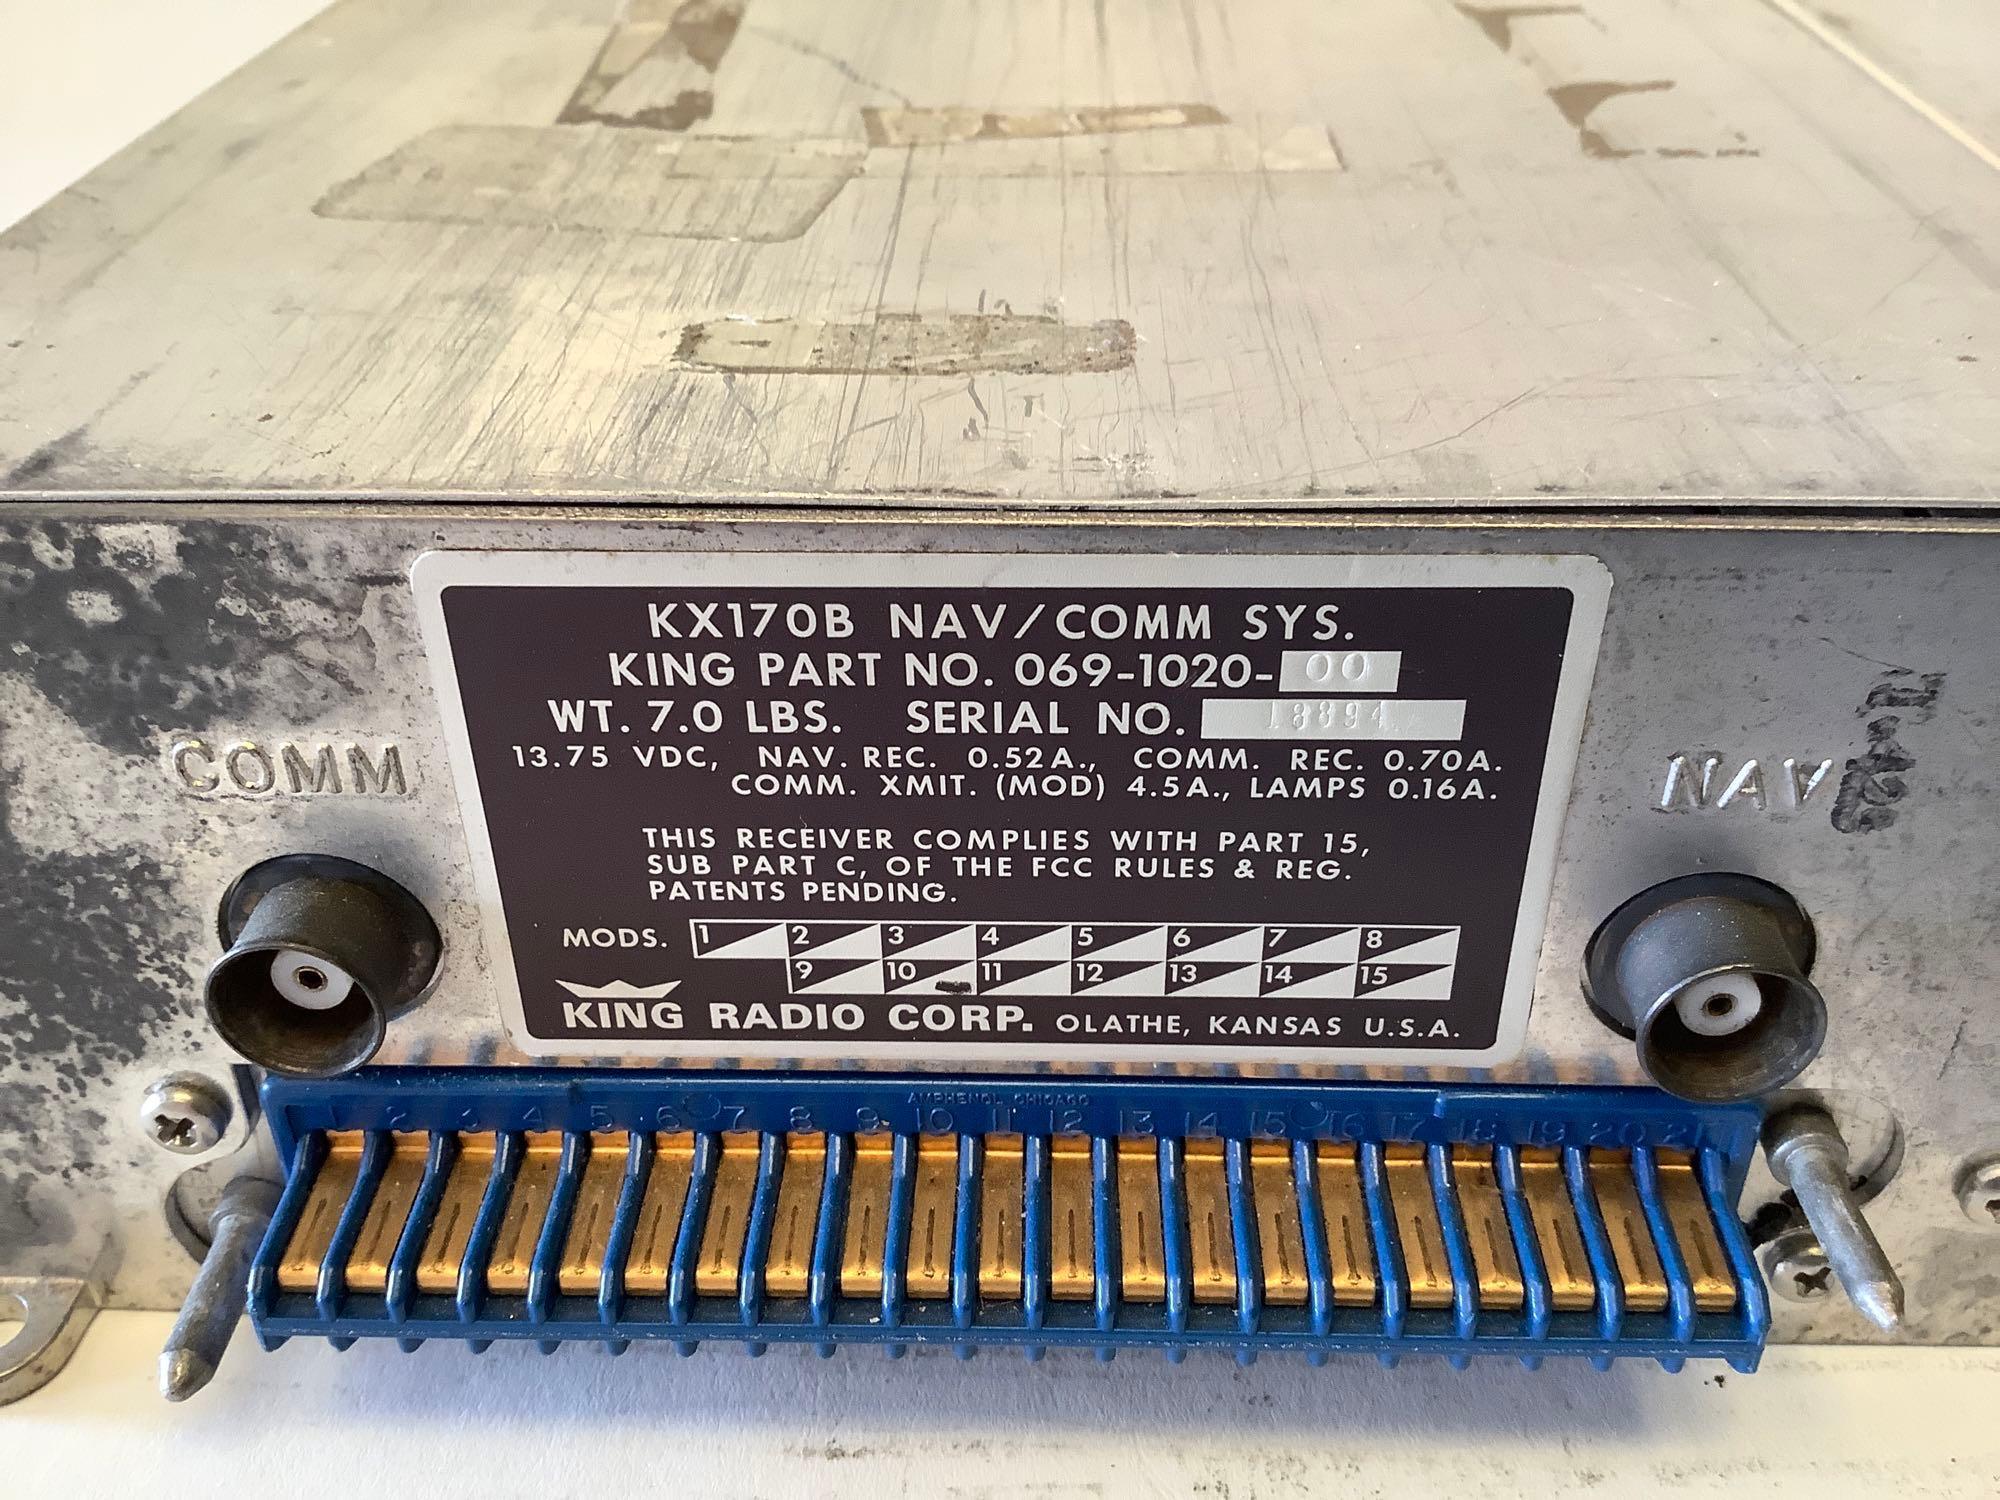 KX170B NAV/COMM SYS.
KING PART NO. 069-1020-00
WT. 7.0 LBS. SERIAL NO. 18894
13.75 VDC, NAV. REC. 0.52A., COMM. REC. 0.70A.
COMM. XMIT. (MOD) 4.5A., LAMPS 0.16A.
THIS RECEIVER COMPLIES WITH PART 15,
SUB PART C, OF THE FCC RULES & REG.
PATENTS PENDING.
MODS. 1 2 3 4 5 6 7 8
9 10 11 12 13 14 15
KING RADIO CORP. OLATHE, KANSAS U.S.A.
COMM
NAV
AMPHENOL CHICAGO
1 2 3 4 5 6 7 8 9 10 11 12 13 14 15 16 17 18 19 20 21